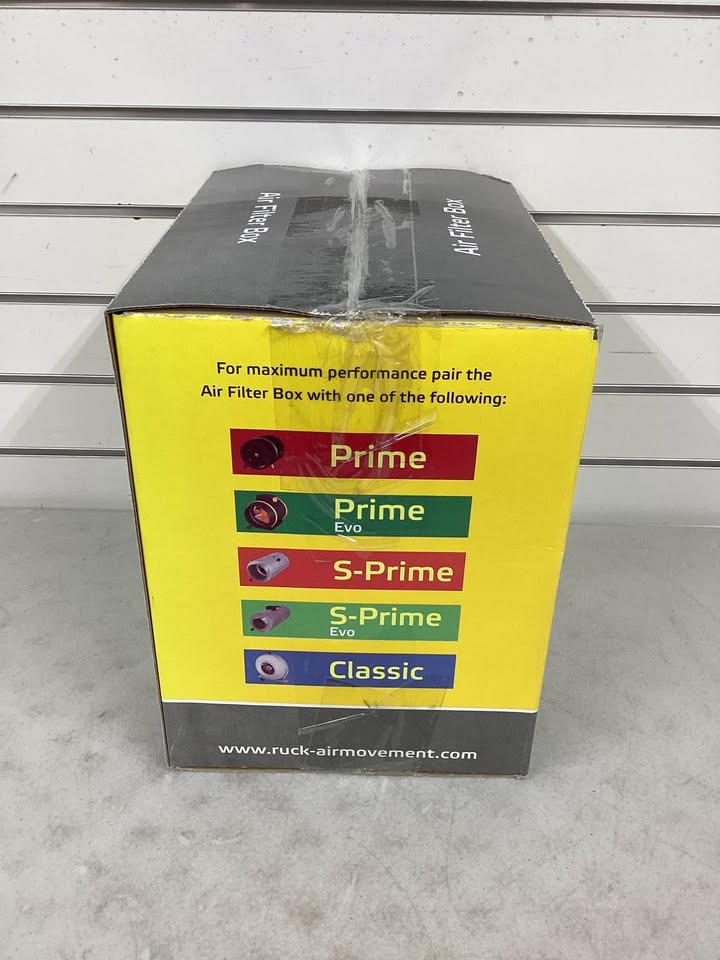 Air Filter Box
Air Filter Box
For maximum performance pair the
Air Filter Box with one of the following:
Prime
Prime
Evo
S-Prime
S-Prime
Evo
Classic
www.ruck-airmovement.com